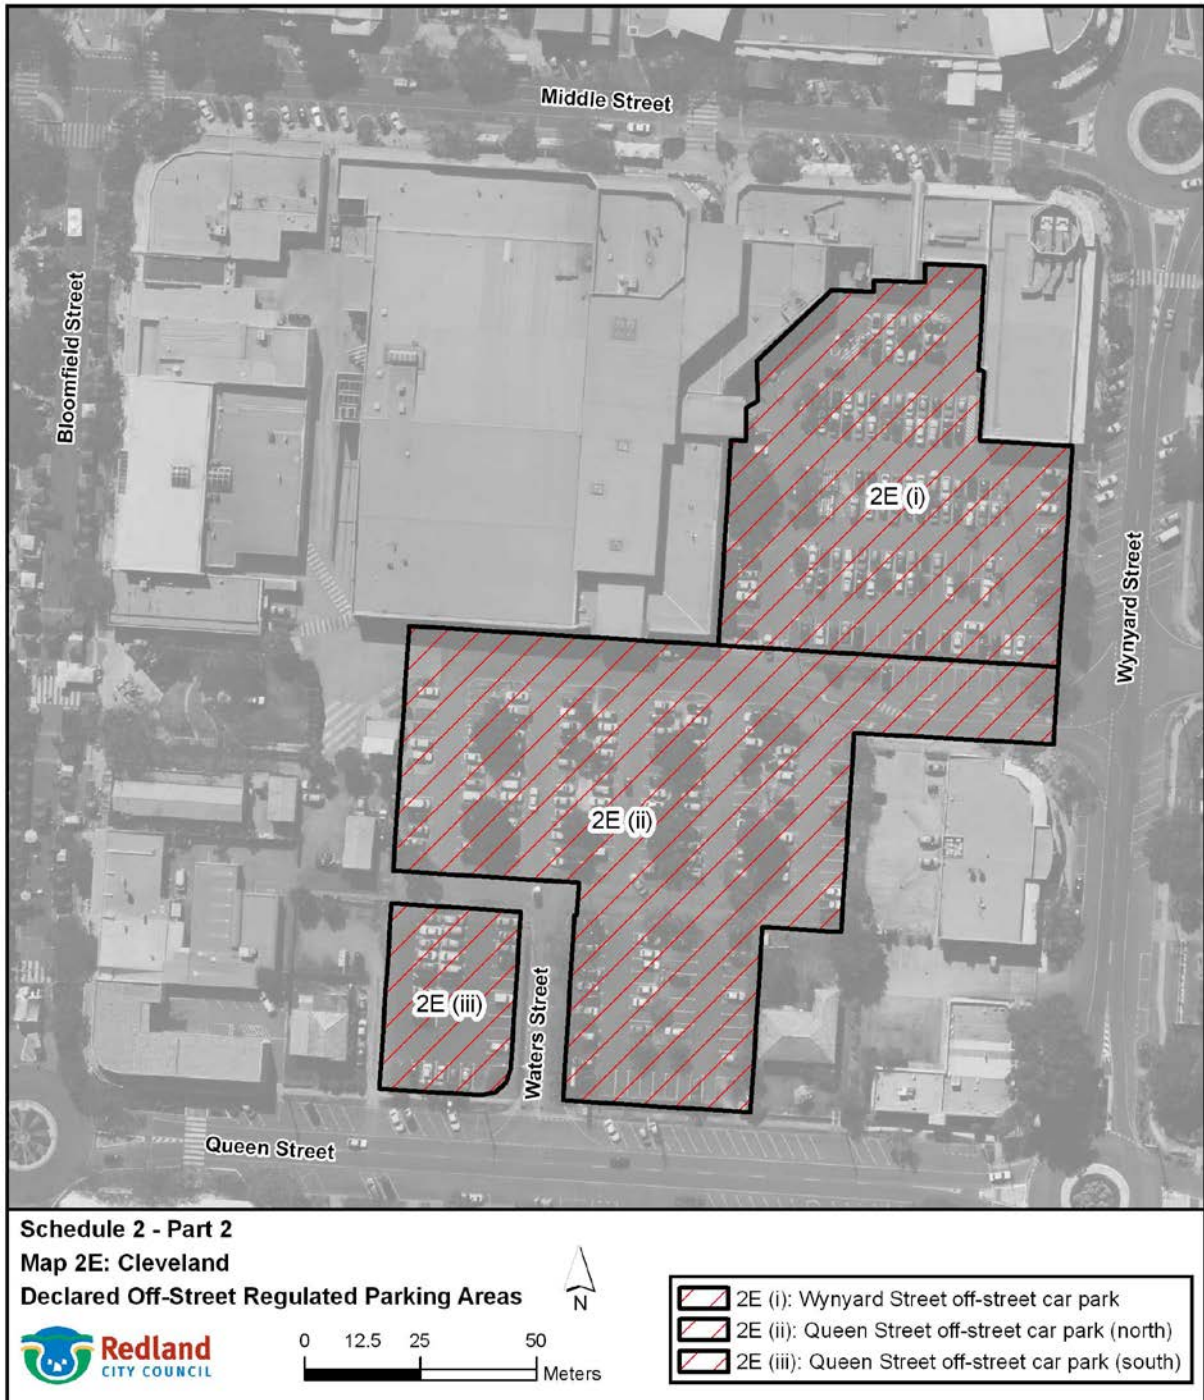 Middle Street
Bloomfield Street
2E (i)
Wynyard Street
2E (ii)
2E (iii)
Waters Street
Queen Street
Schedule 2 - Part 2
Map 2E: Cleveland
Declared Off-Street Regulated Parking Areas
N
Redland
CITY COUNCIL
0 12.5 25 50
Meters
2E (i): Wynyard Street off-street car park
2E (ii): Queen Street off-street car park (north)
2E (iii): Queen Street off-street car park (south)